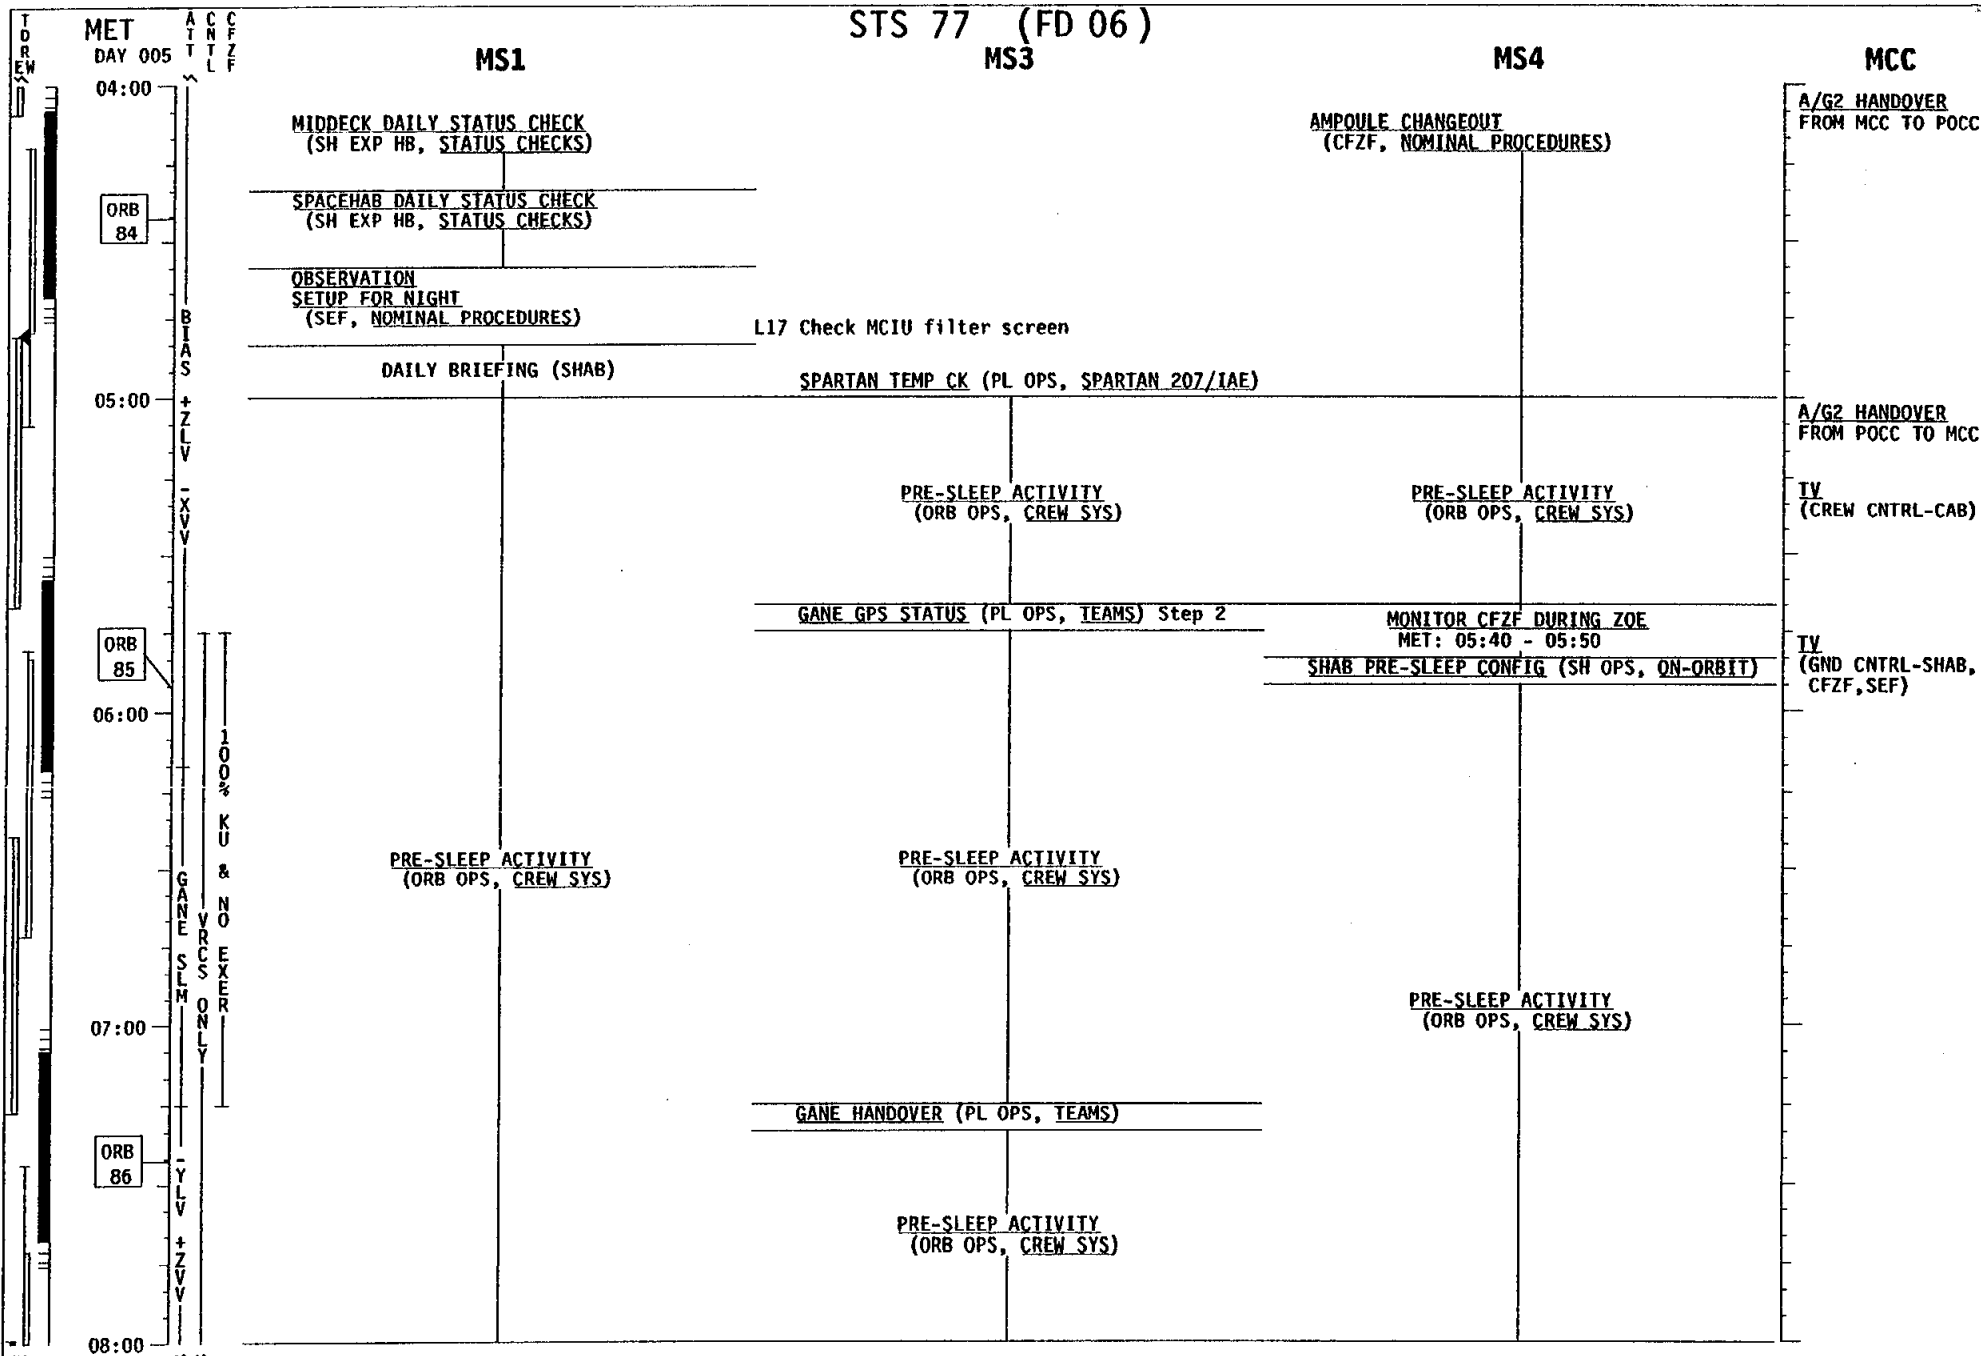 STS 77 (FD 06)
TDRS
E W
MET
DAY 005
ATT
CNTL
CFZF
MS1
MS3
MS4
MCC
04:00
05:00
06:00
07:00
08:00
ORB
84
ORB
85
ORB
86
BIAS +ZLV -XVV
GANE SLM
-YLV +ZVV
VRCS ONLY
100% KU & NO EXER
MIDDECK DAILY STATUS CHECK
(SH EXP HB, STATUS CHECKS)
SPACEHAB DAILY STATUS CHECK
(SH EXP HB, STATUS CHECKS)
OBSERVATION
SETUP FOR NIGHT
(SEF, NOMINAL PROCEDURES)
DAILY BRIEFING (SHAB)
PRE-SLEEP ACTIVITY
(ORB OPS, CREW SYS)
L17 Check MCIU filter screen
SPARTAN TEMP CK (PL OPS, SPARTAN 207/IAE)
PRE-SLEEP ACTIVITY
(ORB OPS, CREW SYS)
GANE GPS STATUS (PL OPS, TEAMS) Step 2
PRE-SLEEP ACTIVITY
(ORB OPS, CREW SYS)
GANE HANDOVER (PL OPS, TEAMS)
PRE-SLEEP ACTIVITY
(ORB OPS, CREW SYS)
AMPOULE CHANGEOUT
(CFZF, NOMINAL PROCEDURES)
PRE-SLEEP ACTIVITY
(ORB OPS, CREW SYS)
MONITOR CFZF DURING ZOE
MET: 05:40 - 05:50
SHAB PRE-SLEEP CONFIG (SH OPS, ON-ORBIT)
PRE-SLEEP ACTIVITY
(ORB OPS, CREW SYS)
A/G2 HANDOVER
FROM MCC TO POCC
A/G2 HANDOVER
FROM POCC TO MCC
TV
(CREW CNTRL-CAB)
TV
(GND CNTRL-SHAB,
CFZF,SEF)